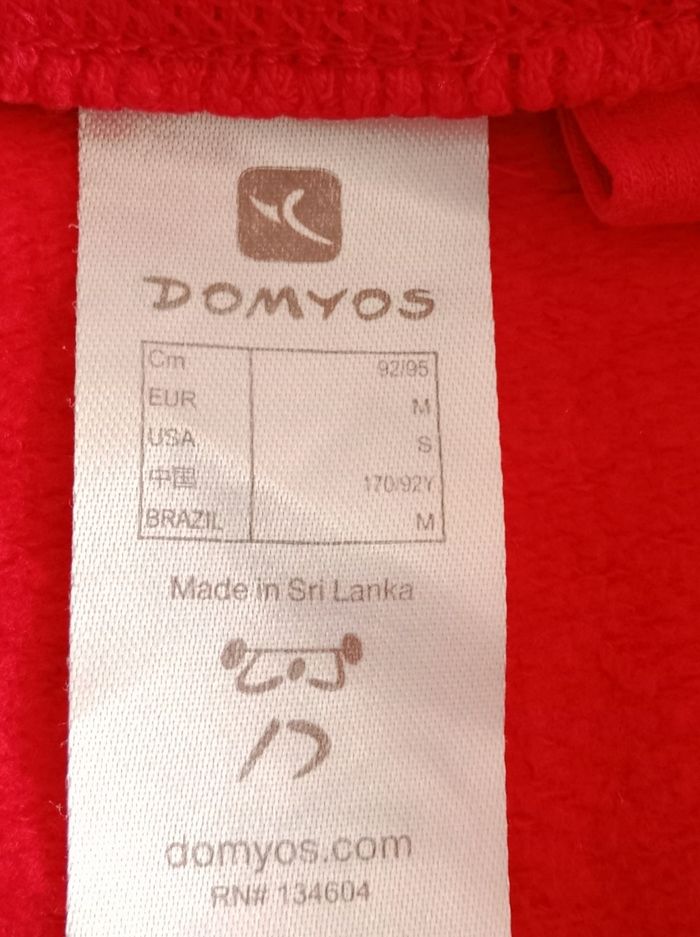 DOMYOS
Cm 92/95
EUR M
USA S
中国 170/92Y
BRAZIL M
Made in Sri Lanka
domyos.com
RN# 134604